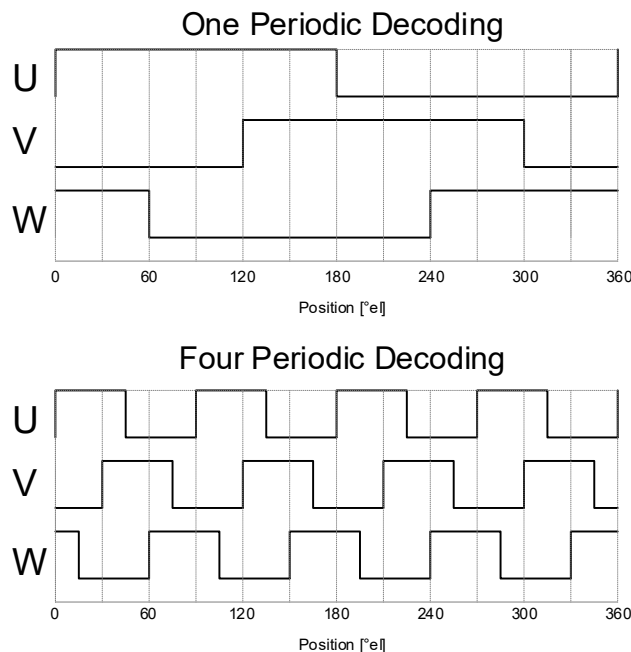 One Periodic Decoding
U
V
W
0 60 120 180 240 300 360
Position [°el]
Four Periodic Decoding
U
V
W
0 60 120 180 240 300 360
Position [°el]